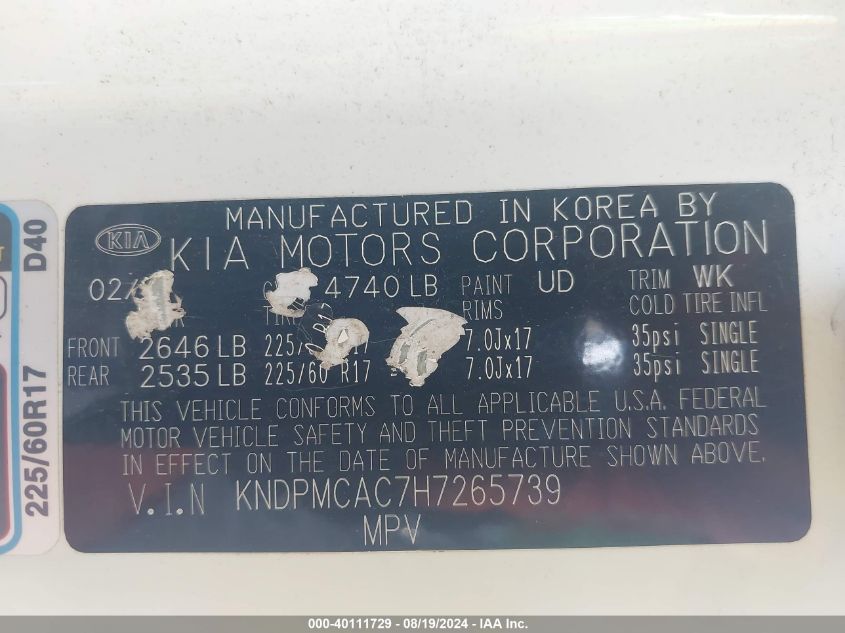 MANUFACTURED IN KOREA BY
KIA KIA MOTORS CORPORATION
02/ 4740 LB PAINT UD TRIM WK
RIMS COLD TIRE INFL
FRONT 2646 LB 225/ 7.0Jx17 35psi SINGLE
REAR 2535 LB 225/60 R17 7.0Jx17 35psi SINGLE
THIS VEHICLE CONFORMS TO ALL APPLICABLE U.S.A. FEDERAL
MOTOR VEHICLE SAFETY AND THEFT PREVENTION STANDARDS
IN EFFECT ON THE DATE OF MANUFACTURE SHOWN ABOVE.
V.I.N KNDPMCAC7H7265739
MPV
225/60R17 D40
000-40111729 - 08/19/2024 - IAA Inc.